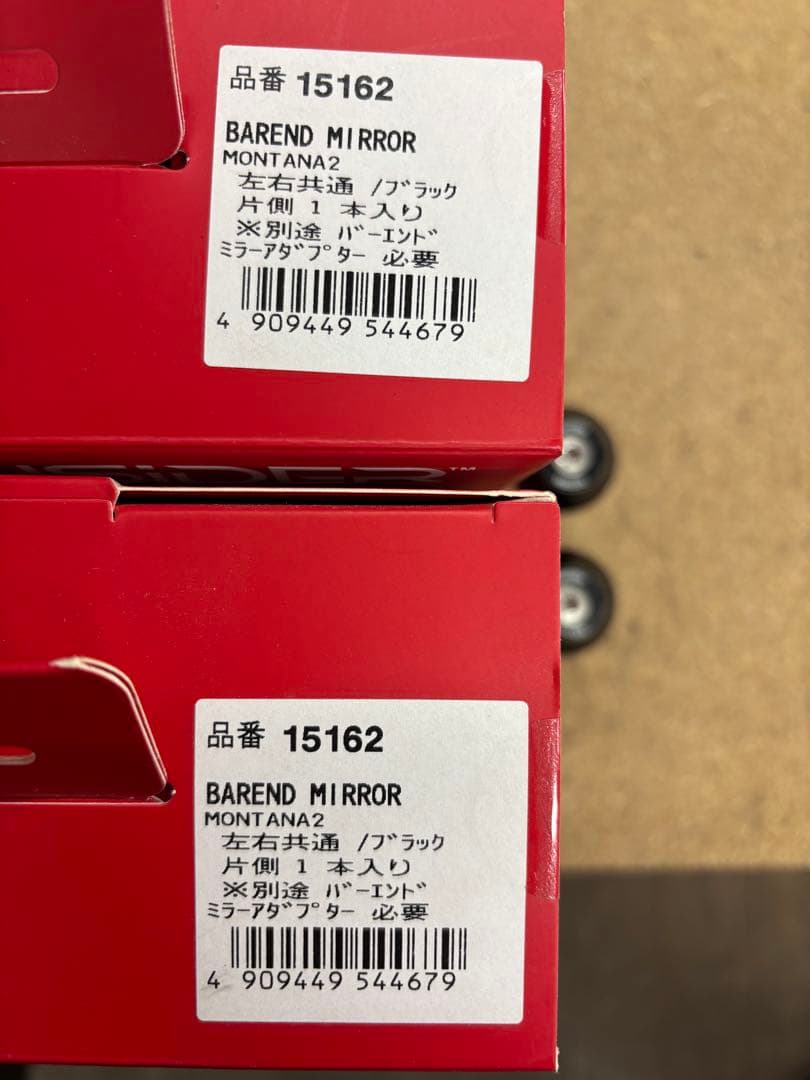 品番 15162
BAREND MIRROR
MONTANA2
左右共通 /ブラック
片側 1 本入り
※別途 バーエンド
ミラーアダプター 必要
4 909449 544679
™
品番 15162
BAREND MIRROR
MONTANA2
左右共通 /ブラック
片側 1 本入り
※別途 バーエンド
ミラーアダプター 必要
4 909449 544679